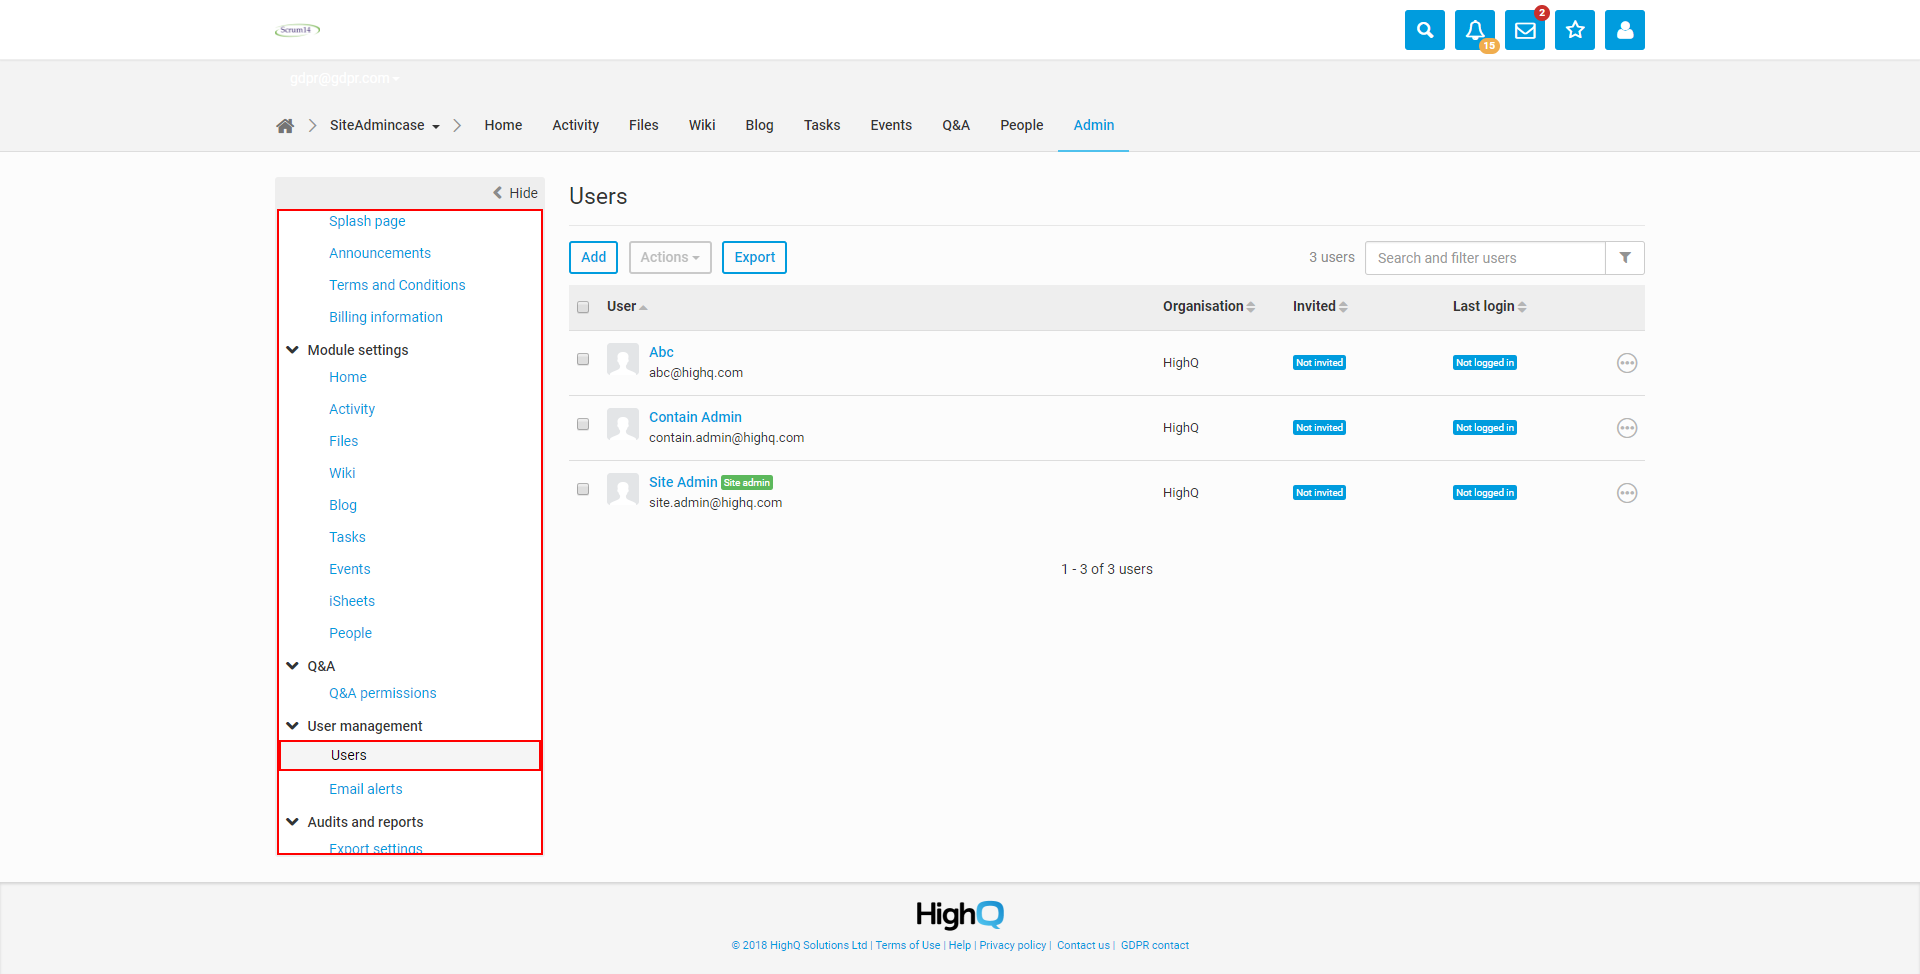 Scrum14
15
2
gdpr@gdpr.com
SiteAdmincase
Home Activity Files Wiki Blog Tasks Events Q&A People Admin
Hide
Splash page
Announcements
Terms and Conditions
Billing information
Module settings
Home
Activity
Files
Wiki
Blog
Tasks
Events
iSheets
People
Q&A
Q&A permissions
User management
Users
Email alerts
Audits and reports
Export settings
Users
Add Actions Export 3 users Search and filter users
User Organisation Invited Last login
Abc
abc@highq.com
HighQ Not invited Not logged in
Contain Admin
contain.admin@highq.com
HighQ Not invited Not logged in
Site Admin Site admin
site.admin@highq.com
HighQ Not invited Not logged in
1 - 3 of 3 users
HighQ
© 2018 HighQ Solutions Ltd | Terms of Use | Help | Privacy policy | Contact us | GDPR contact